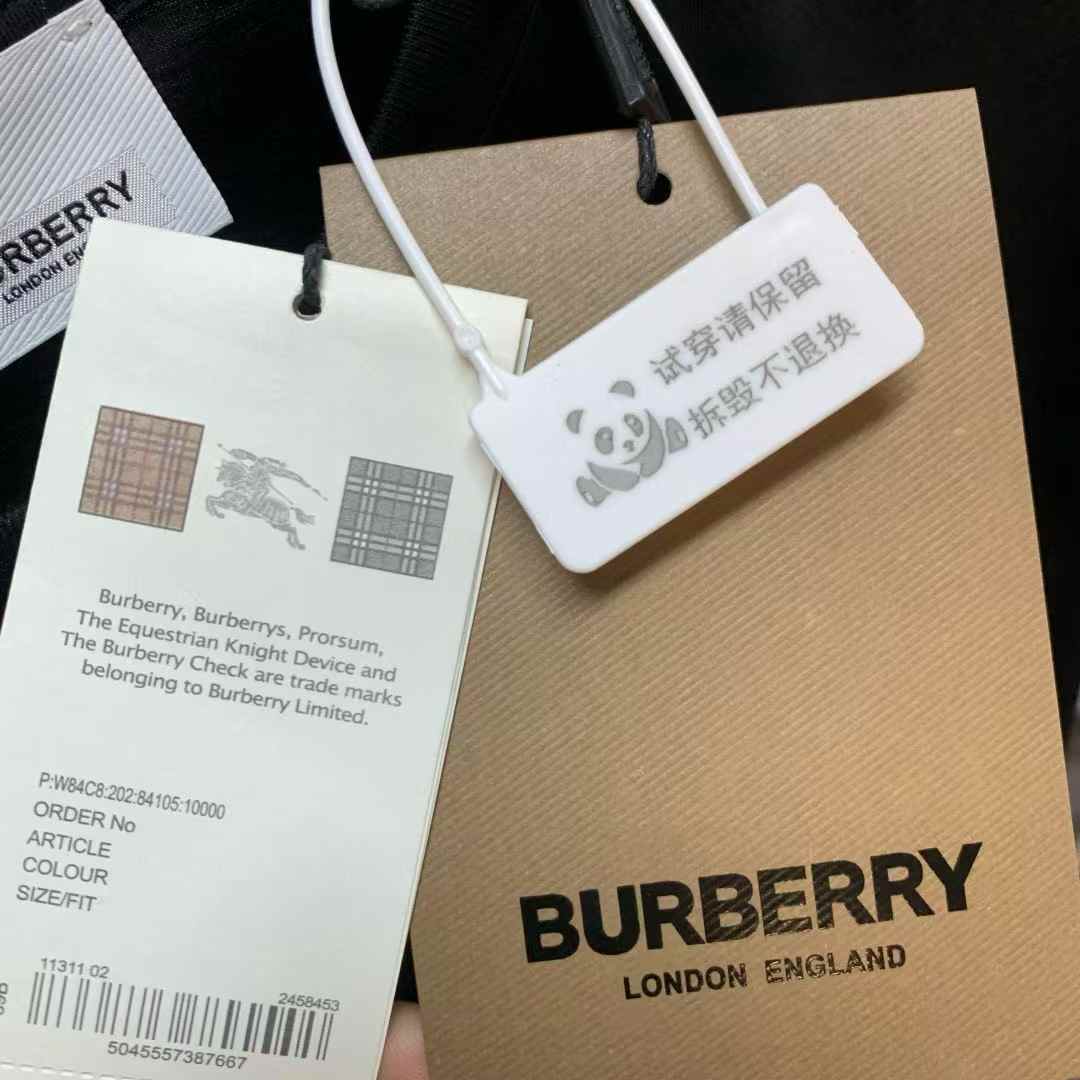 BURBERRY
LONDON
试穿请保留
拆毁不退换
Burberry, Burberrys, Prorsum,
The Equestrian Knight Device and
The Burberry Check are trade marks
belonging to Burberry Limited.
P:W84C8:202:84105:10000
ORDER No
ARTICLE
COLOUR
SIZE/FIT
11311 02
2458453
5045557387667
BURBERRY
LONDON ENGLAND